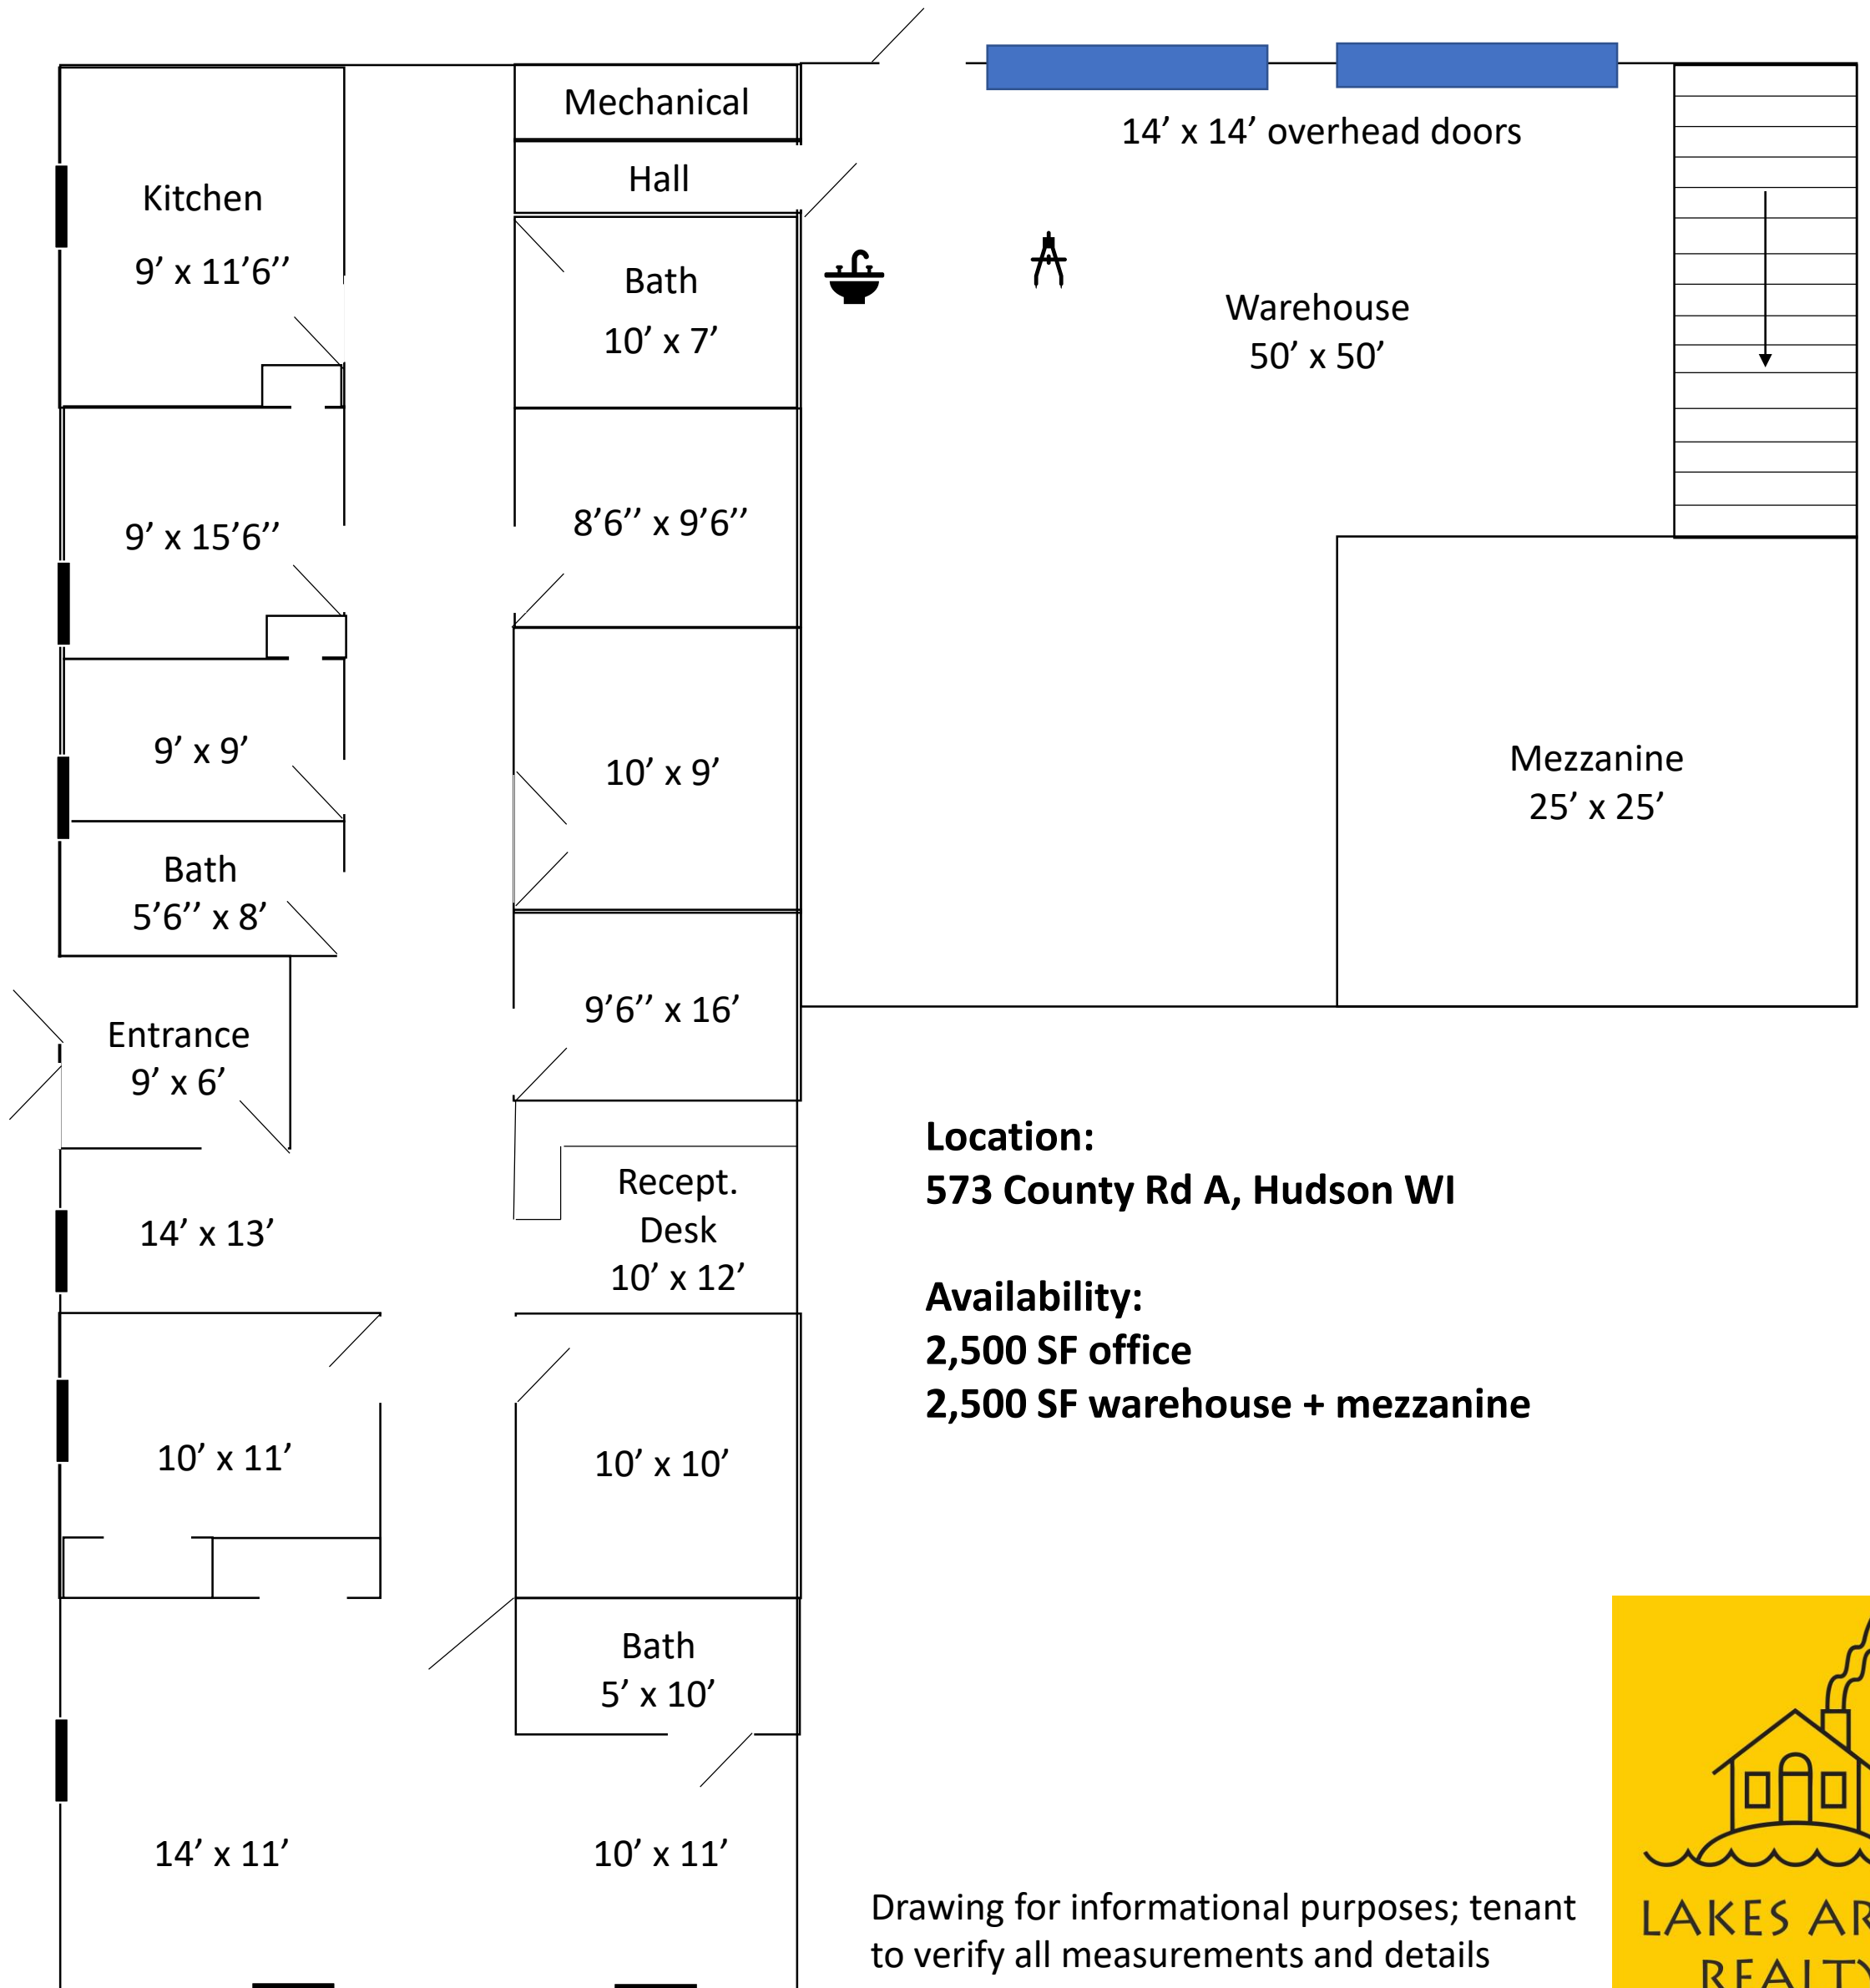 Mechanical
14’ x 14’ overhead doors
Hall
Kitchen
9’ x 11’6’’
Bath
10’ x 7’
Warehouse
50’ x 50’
9’ x 15’6’’
8’6’’ x 9’6’’
9’ x 9’
10’ x 9’
Mezzanine
25’ x 25’
Bath
5’6’’ x 8’
9’6’’ x 16’
Entrance
9’ x 6’
Location:
573 County Rd A, Hudson WI
Recept.
Desk
10’ x 12’
14’ x 13’
Availability:
2,500 SF office
2,500 SF warehouse + mezzanine
10’ x 11’
10’ x 10’
Bath
5’ x 10’
14’ x 11’
10’ x 11’
Drawing for informational purposes; tenant
to verify all measurements and details
LAKES AR
REALTY